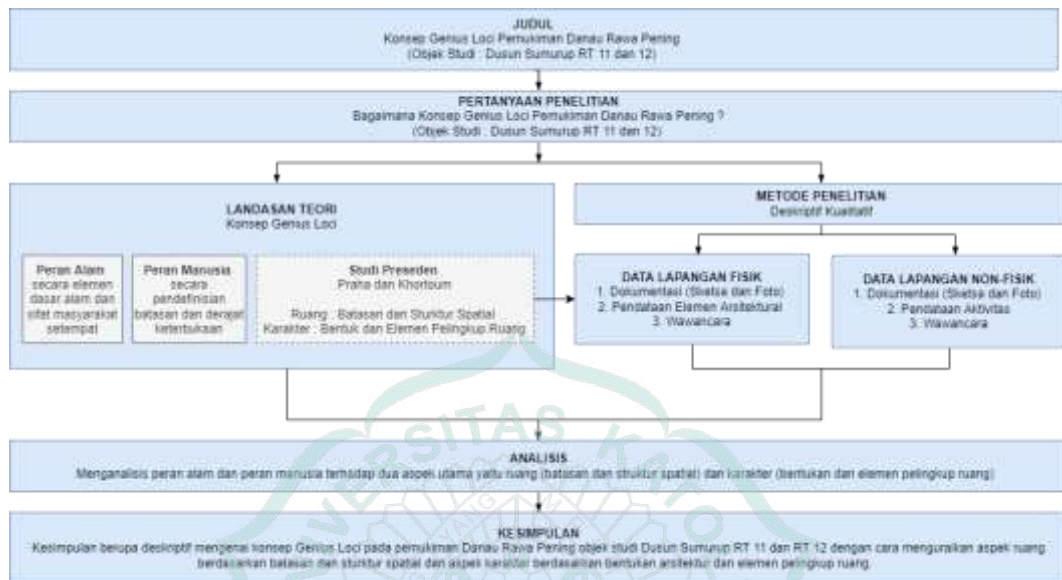 JUDUL
Konsep Genius Loci Pemukiman Danau Rawa Pening
(Objek Studi : Dusun Sumurup RT 11 dan 12)
PERTANYAAN PENELITIAN
Bagaimana Konsep Genius Loci Pemukiman Danau Rawa Pening ?
(Objek Studi : Dusun Sumurup RT 11 dan 12)
LANDASAN TEORI
Konsep Genius Loci
Peran Alam
secara elemen
dasar alam dan
sifat masyarakat
setempat
Peran Manusia
secara
pendefinisian
batasan dan derajat
keterbukaan
Studi Preseden
Praha dan Khortoum
Ruang : Batasan dan Sturktur Spatial
Karakter : Bentuk dan Elemen Pelingkup Ruang
METODE PENELITIAN
Deskriptif Kualitatif
DATA LAPANGAN FISIK
1. Dokumentasi (Sketsa dan Foto)
2. Pendataan Elemen Arsitektural
3. Wawancara
DATA LAPANGAN NON-FISIK
1. Dokumentasi (Sketsa dan Foto)
2. Pendataan Aktivitas
3. Wawancara
ANALISIS
Menganalisis peran alam dan peran manusia terhadap dua aspek utama yaitu ruang (batasan dan struktur spatial) dan karakter (bentukan dan elemen pelingkup ruang)
KESIMPULAN
Kesimpulan berupa deskriptif mengenai konsep Genius Loci pada pemukiman Danau Rawa Pening objek studi Dusun Sumurup RT 11 dan RT 12 dengan cara menguraikan aspek ruang
berdasarkan batasan dan sturktur spatial dan aspek karakter berdasarkan bentukan arsitektur dan elemen pelingkup ruang.